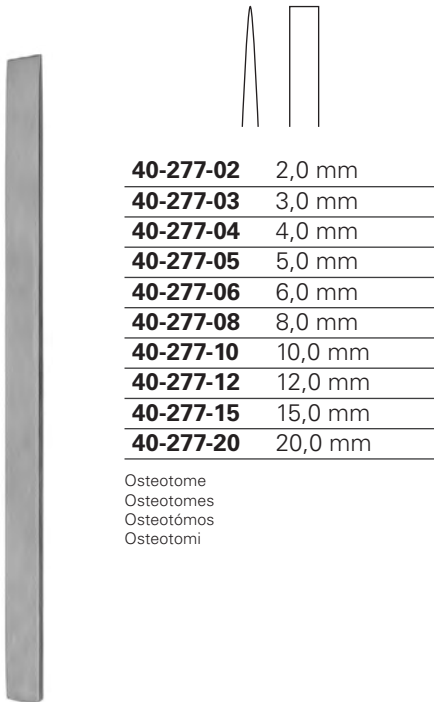 40-277-02 2,0 mm
40-277-03 3,0 mm
40-277-04 4,0 mm
40-277-05 5,0 mm
40-277-06 6,0 mm
40-277-08 8,0 mm
40-277-10 10,0 mm
40-277-12 12,0 mm
40-277-15 15,0 mm
40-277-20 20,0 mm
Osteotome
Osteotomes
Osteotómos
Osteotomi